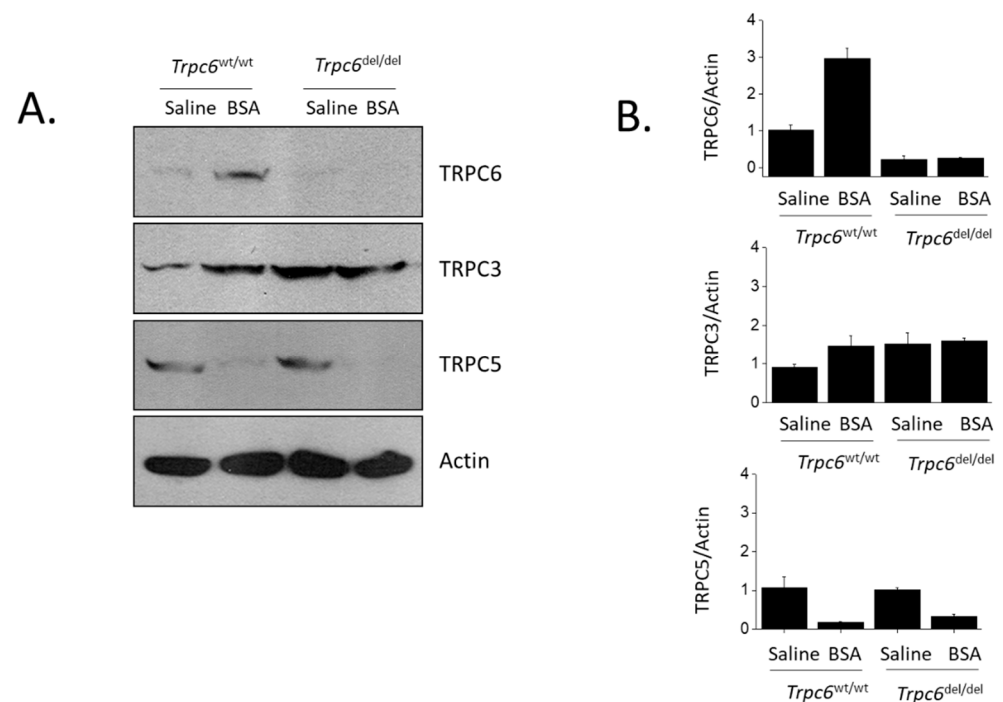 A.
Trpc6wt/wt Trpc6del/del
Saline BSA Saline BSA
TRPC6
TRPC3
TRPC5
Actin
B.
TRPC6/Actin
4
3
2
1
0
Saline BSA Saline BSA
Trpc6wt/wt Trpc6del/del
TRPC3/Actin
4
3
2
1
0
Saline BSA Saline BSA
Trpc6wt/wt Trpc6del/del
TRPC5/Actin
4
3
2
1
0
Saline BSA Saline BSA
Trpc6wt/wt Trpc6del/del